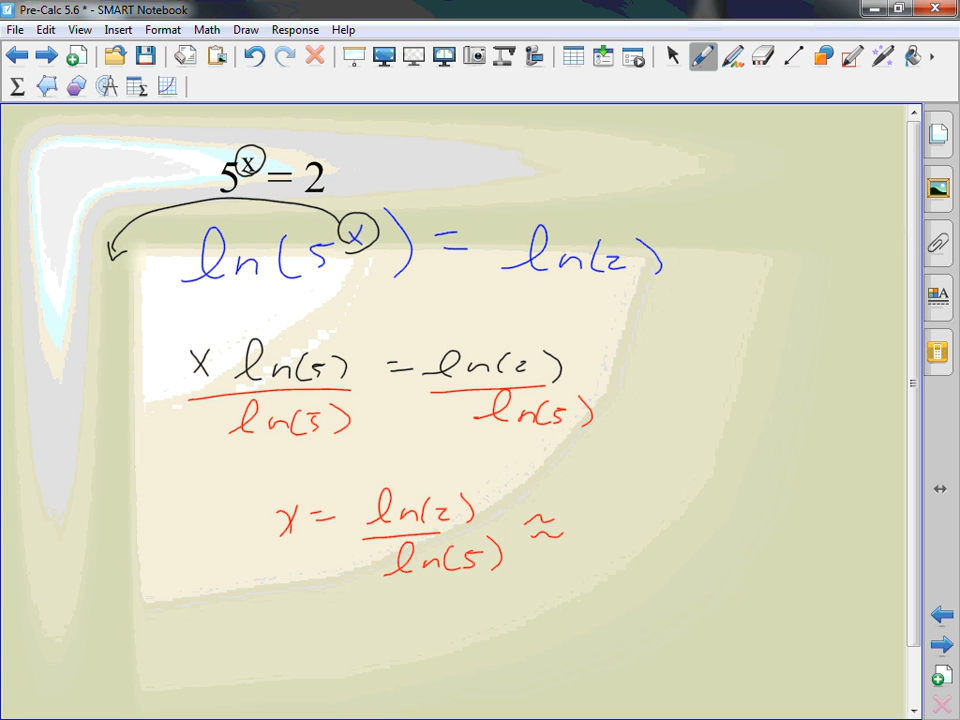 Pre-Calc 5.6 * - SMART Notebook
File Edit View Insert Format Math Draw Response Help
5^x = 2
ln(5^x) = ln(2)
x ln(5) = ln(2)
ln(5) ln(5)
x = ln(2) ≈
ln(5)